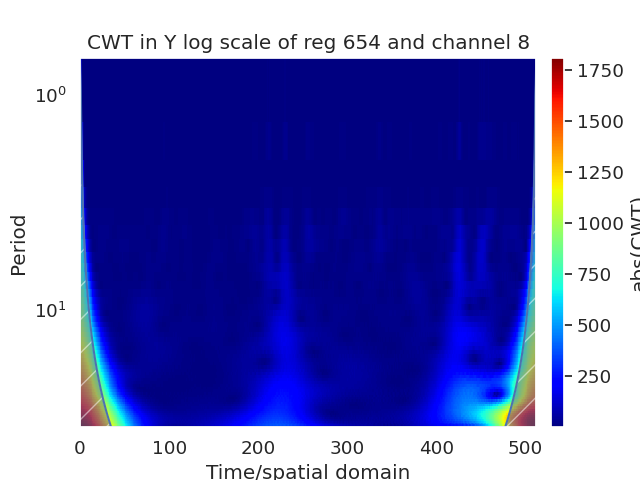 CWT in Y log scale of reg 654 and channel 8
10⁰
10¹
Period
0 100 200 300 400 500
Time/spatial domain
1750
1500
1250
1000
750
500
250
abs(CWT)